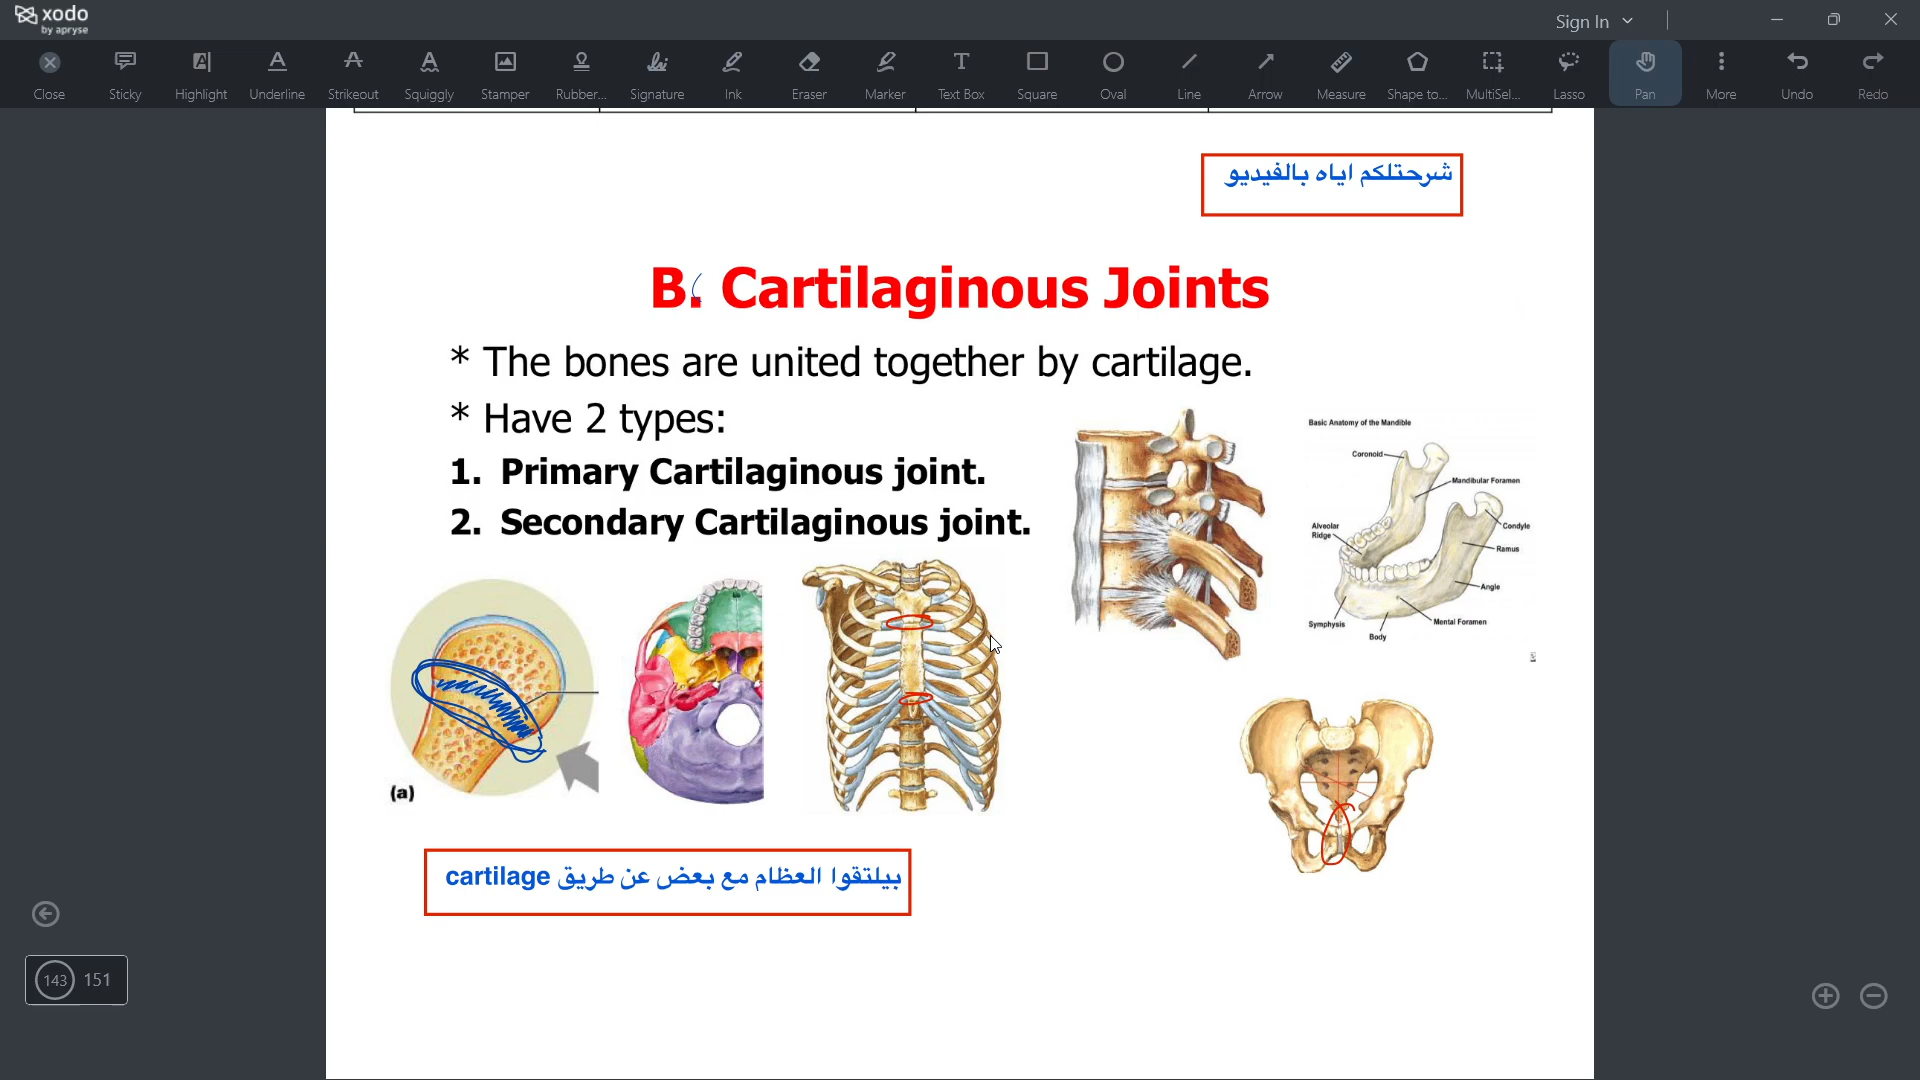 xodo
by apryse
Sign In
Close
Sticky
Highlight
Underline
Strikeout
Squiggly
Stamper
Rubber...
Signature
Ink
Eraser
Marker
Text Box
Square
Oval
Line
Arrow
Measure
Shape to...
MultiSel...
Lasso
Pan
More
Undo
Redo
شرحتلكم اياه بالفيديو
B. Cartilaginous Joints
* The bones are united together by cartilage.
* Have 2 types:
1. Primary Cartilaginous joint.
2. Secondary Cartilaginous joint.
Basic Anatomy of the Mandible
Coronoid
Mandibular Foramen
Alveolar
Ridge
Condyle
Ramus
Angle
Symphysis
Mental Foramen
Body
(a)
بيلتقوا العظام مع بعض عن طريق cartilage
143 151